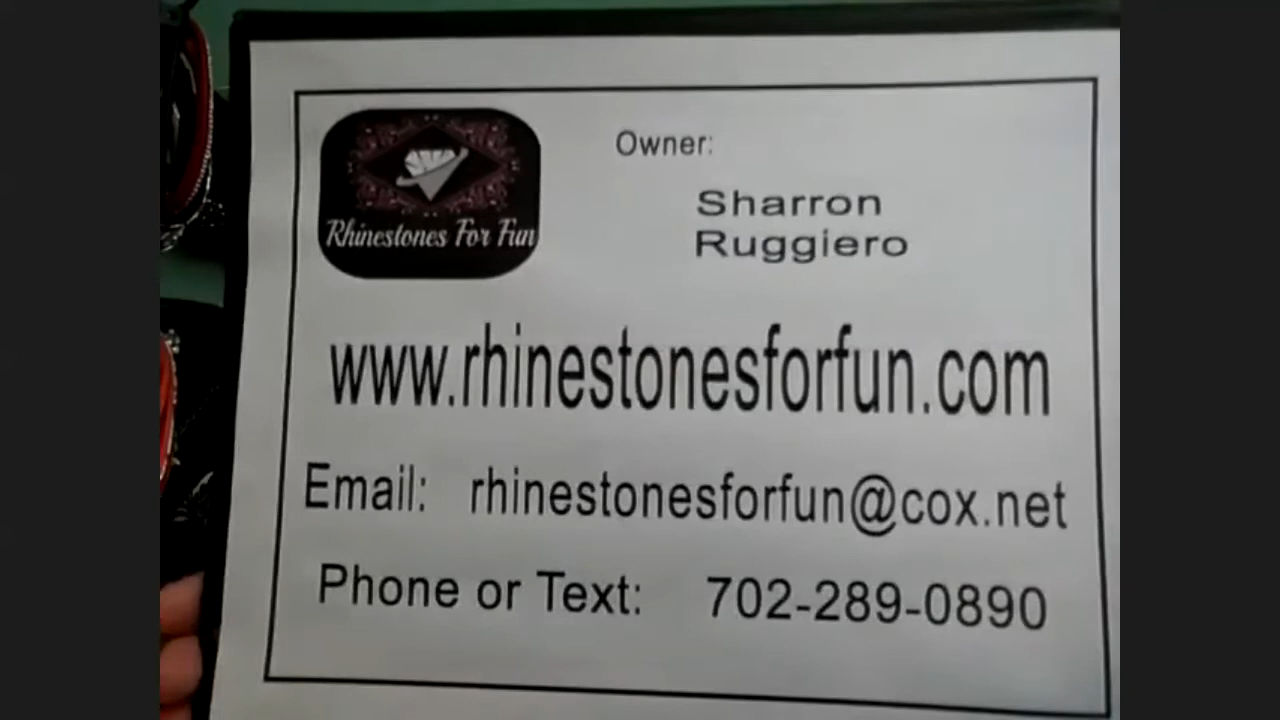 Rhinestones For Fun
Owner:
Sharron
Ruggiero
www.rhinestonesforfun.com
Email: rhinestonesforfun@cox.net
Phone or Text: 702-289-0890